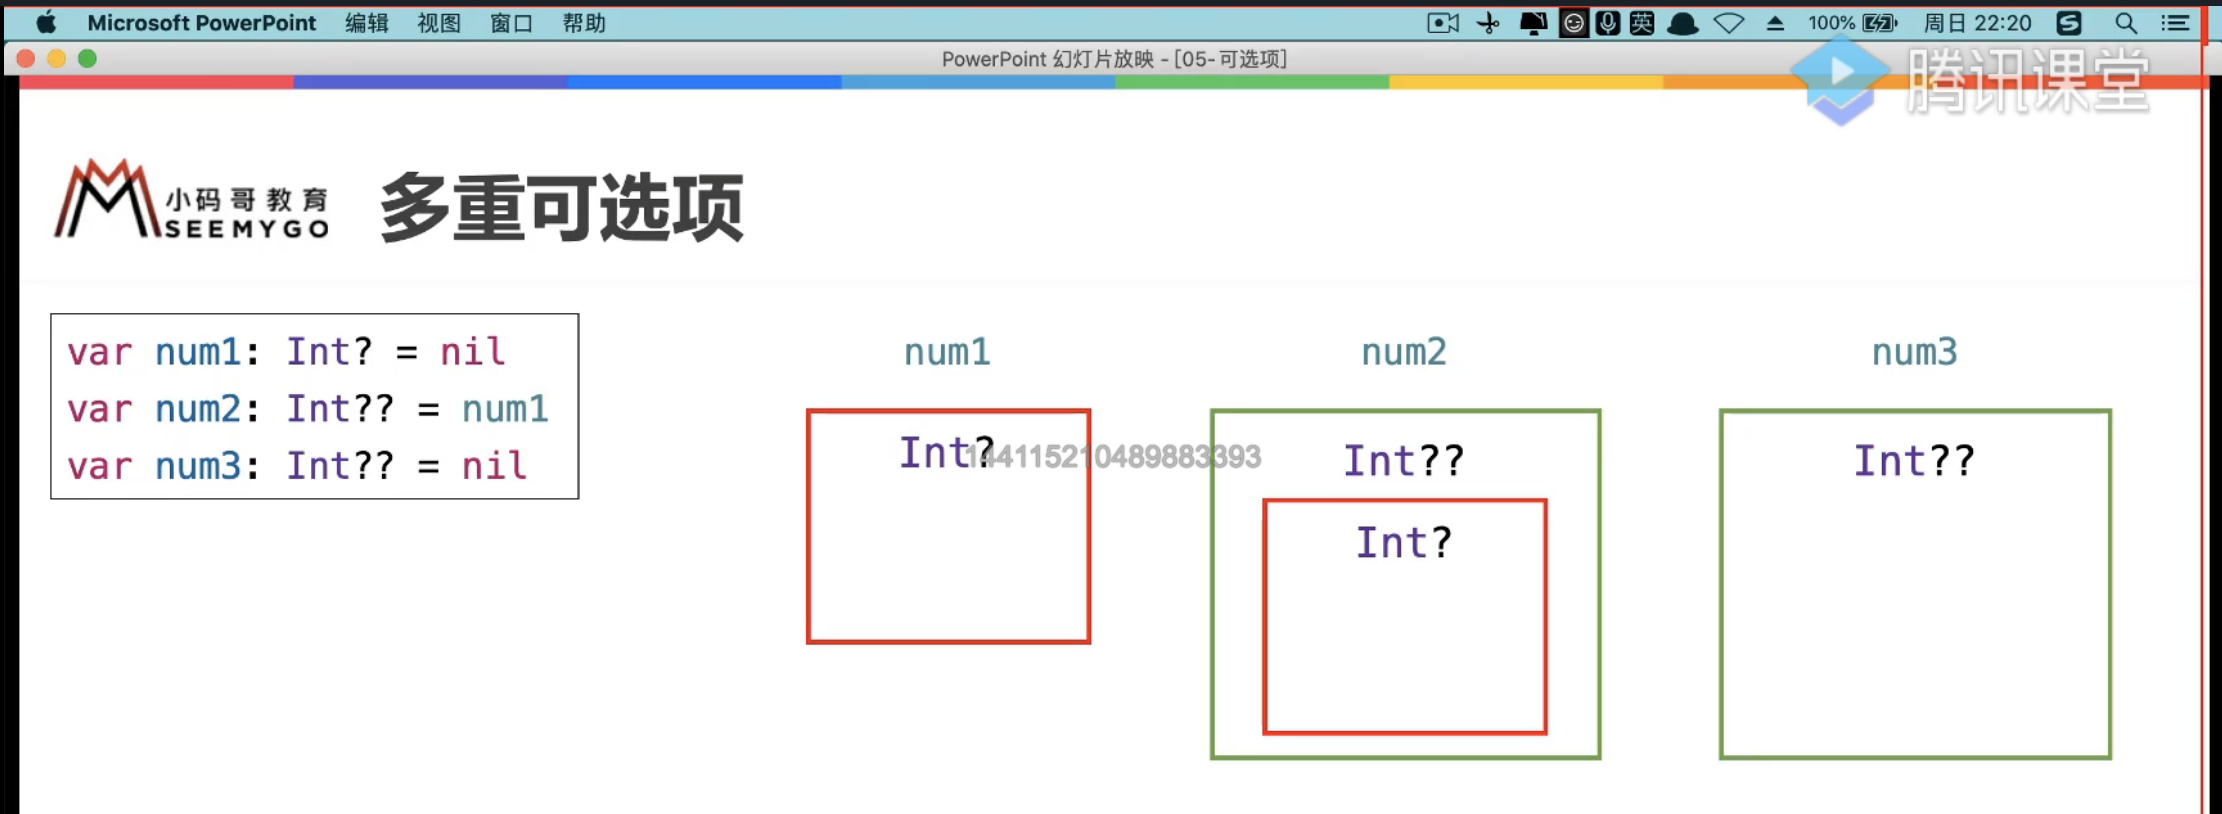 Microsoft PowerPoint 编辑 视图 窗口 帮助 英 100% 周日 22:20
PowerPoint 幻灯片放映 - [05-可选项]
腾讯课堂
小码哥教育
SEEMYGO
多重可选项
var num1: Int? = nil
var num2: Int?? = num1
var num3: Int?? = nil
num1 num2 num3
Int? Int?? Int??
144115210489883393
Int?